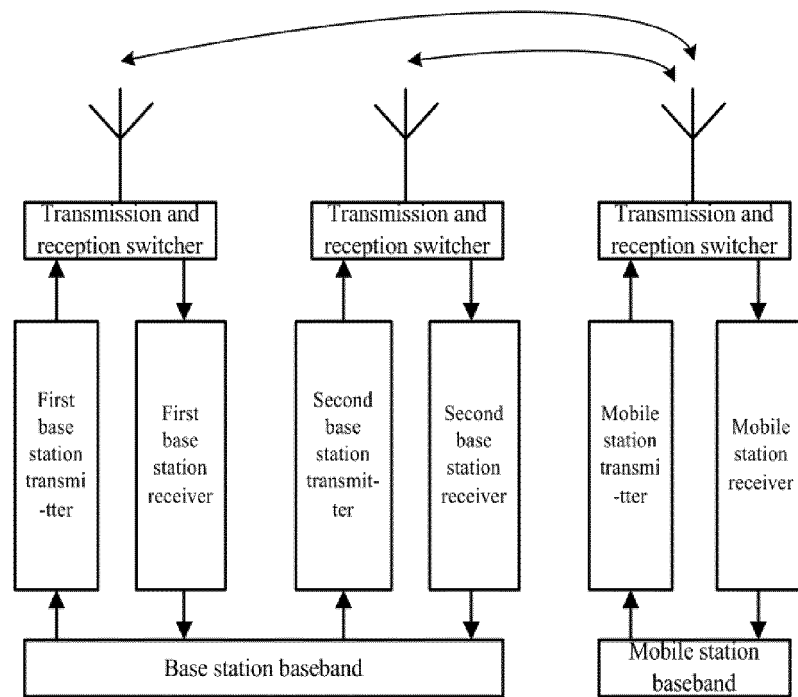 Transmission and
reception switcher
Transmission and
reception switcher
Transmission and
reception switcher
First
base
station
transmi-
-tter
First
base
station
receiver
Second
base
station
transmit-
tter
Second
base
station
receiver
Mobile
station
transmi-
-tter
Mobile
station
receiver
Base station baseband
Mobile station
baseband